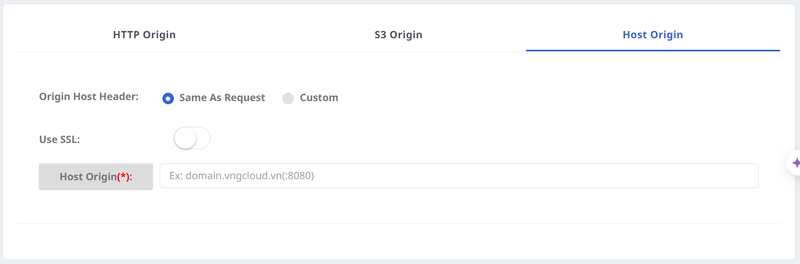 HTTP Origin S3 Origin Host Origin
Origin Host Header: Same As Request Custom
Use SSL:
Host Origin(*): Ex: domain.vngcloud.vn(:8080)